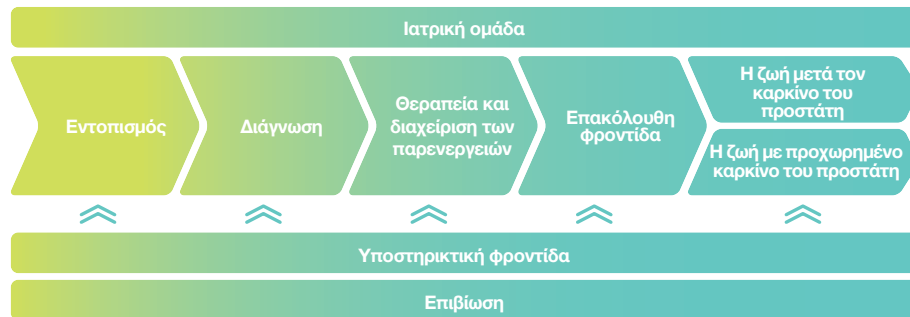 Ιατρική ομάδα
Εντοπισμός
Διάγνωση
Θεραπεία και
διαχείριση των
παρενεργειών
Επακόλουθη
φροντίδα
Η ζωή μετά τον
καρκίνο του
προστάτη
Η ζωή με προχωρημένο
καρκίνο του προστάτη
Υποστηρικτική φροντίδα
Επιβίωση